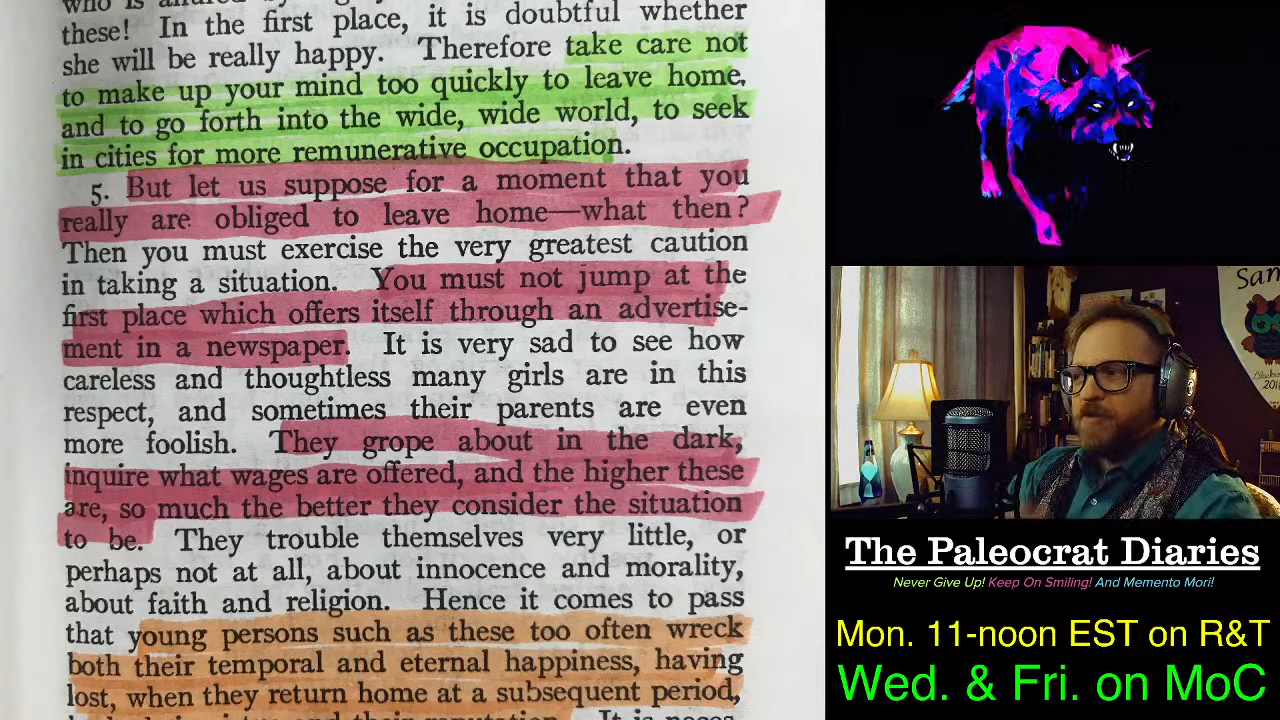 these! In the first place, it is doubtful whether
she will be really happy. Therefore take care not
to make up your mind too quickly to leave home,
and to go forth into the wide, wide world, to seek
in cities for more remunerative occupation.
5. But let us suppose for a moment that you
really are obliged to leave home—what then?
Then you must exercise the very greatest caution
in taking a situation. You must not jump at the
first place which offers itself through an advertise-
ment in a newspaper. It is very sad to see how
careless and thoughtless many girls are in this
respect, and sometimes their parents are even
more foolish. They grope about in the dark,
inquire what wages are offered, and the higher these
are, so much the better they consider the situation
to be. They trouble themselves very little, or
perhaps not at all, about innocence and morality,
about faith and religion. Hence it comes to pass
that young persons such as these too often wreck
both their temporal and eternal happiness, having
lost, when they return home at a subsequent period,
Sam
The Paleocrat Diaries
Never Give Up! Keep On Smiling! And Memento Mori!
Mon. 11-noon EST on R&T
Wed. & Fri. on MoC